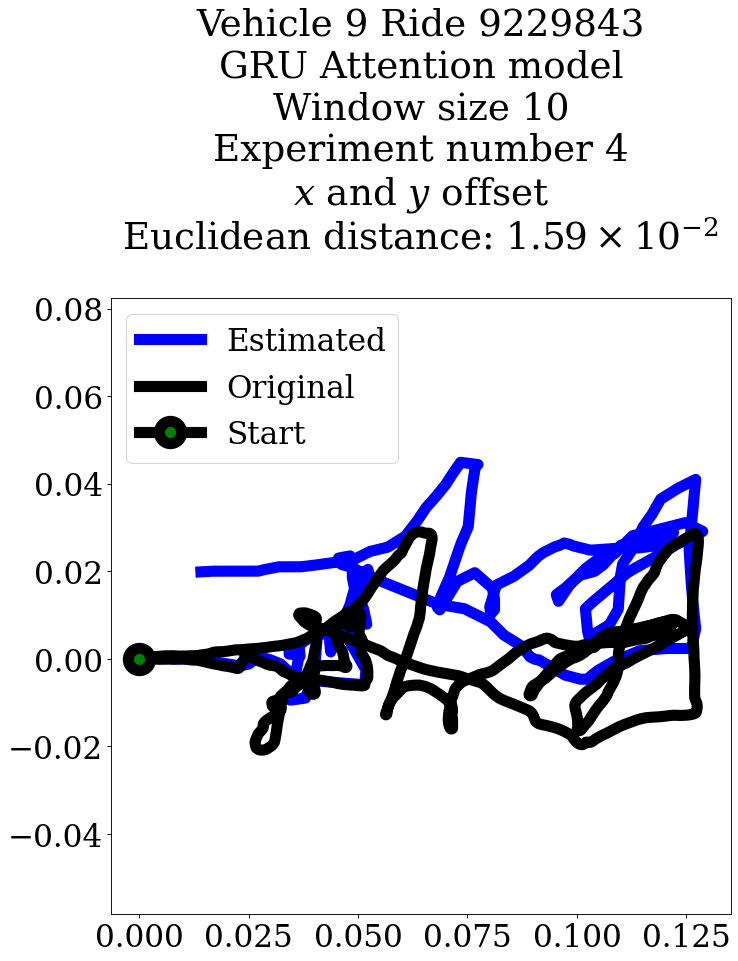 Vehicle 9 Ride 9229843
GRU Attention model
Window size 10
Experiment number 4
x and y offset
Euclidean distance: 1.59 × 10⁻²
0.08
0.06
0.04
0.02
0.00
−0.02
−0.04
Estimated
Original
Start
0.000 0.025 0.050 0.075 0.100 0.125